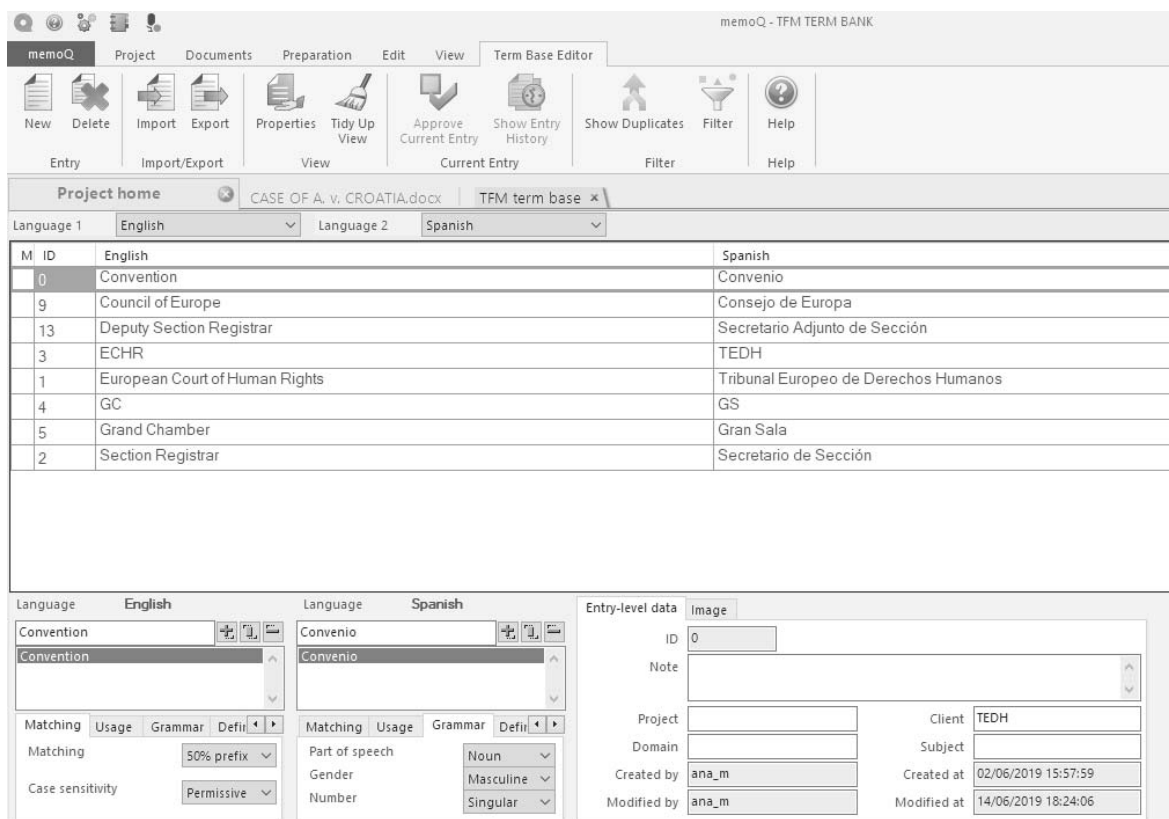 memoQ - TFM TERM BANK
memoQ Project Documents Preparation Edit View Term Base Editor
New Delete Import Export Properties Tidy Up View Approve Current Entry Show Entry History Show Duplicates Filter Help
Entry Import/Export View Current Entry Filter Help
Project home CASE OF A. v. CROATIA.docx TFM term base
Language 1 English Language 2 Spanish
M ID English Spanish
0 Convention Convenio
9 Council of Europe Consejo de Europa
13 Deputy Section Registrar Secretario Adjunto de Sección
3 ECHR TEDH
1 European Court of Human Rights Tribunal Europeo de Derechos Humanos
4 GC GS
5 Grand Chamber Gran Sala
2 Section Registrar Secretario de Sección
Language English Language Spanish Entry-level data Image
Convention Convenio ID 0
Convention Convenio Note
Matching Usage Grammar Defin Matching Usage Grammar Defin Project Client TEDH
Matching 50% prefix Part of speech Noun Domain Subject
Case sensitivity Permissive Gender Masculine Created by ana_m Created at 02/06/2019 15:57:59
Number Singular Modified by ana_m Modified at 14/06/2019 18:24:06